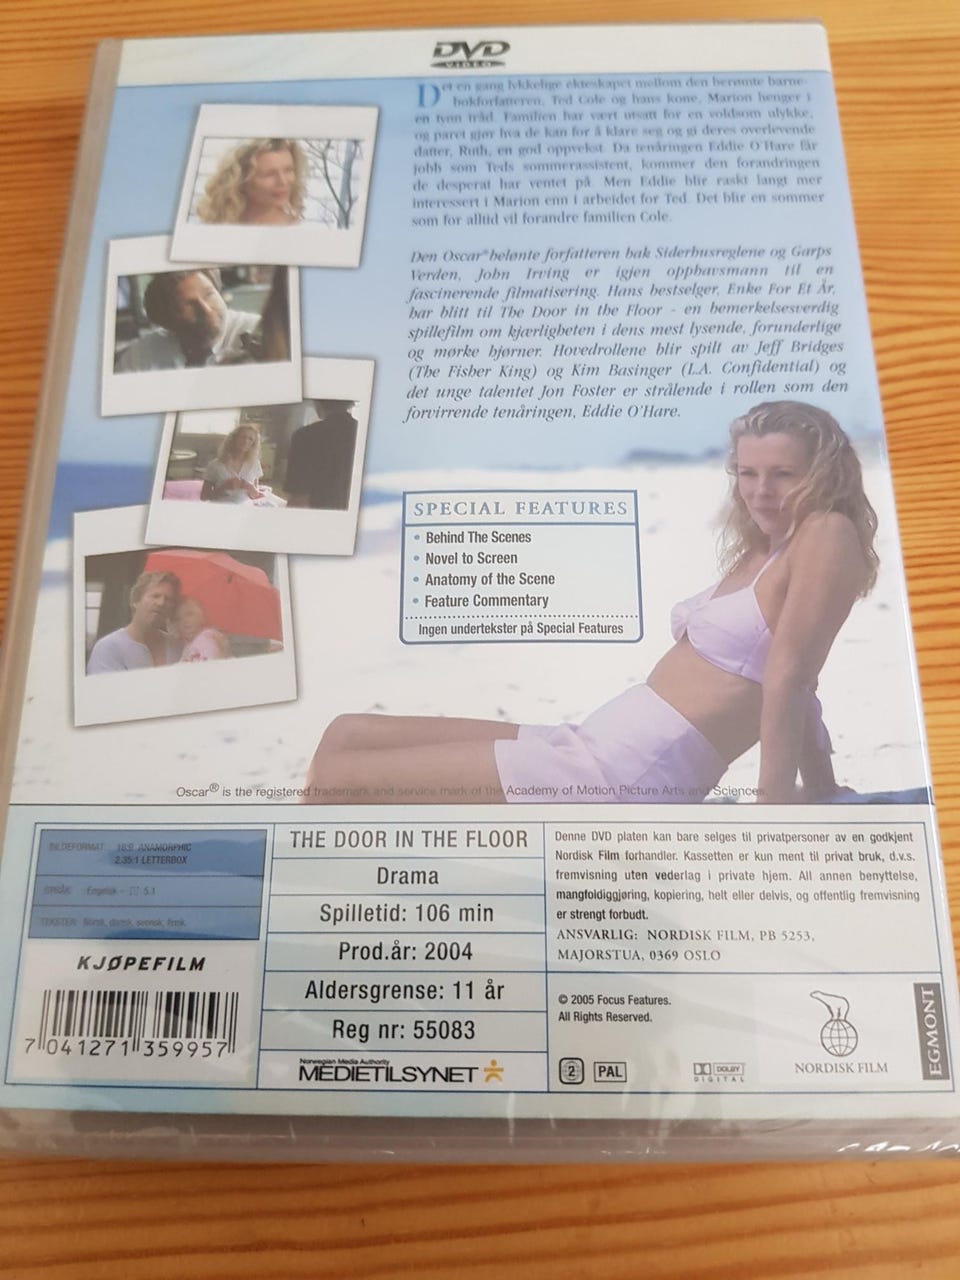 DVD
VIDEO
Det en gang lykkelige ekteskapet mellom den berømte barne-
bokforfatteren, Ted Cole og hans kone, Marion henger i
en tynn tråd. Familien har vært utsatt for en voldsom ulykke,
og paret gjør hva de kan for å klare seg og gi deres overlevende
datter, Ruth, en god oppvekst. Da tenåringen Eddie O'Hare får
jobb som Teds sommerassistent, kommer den forandringen
de desperat har ventet på. Men Eddie blir raskt langt mer
interessert i Marion enn i arbeidet for Ted. Det blir en sommer
som for alltid vil forandre familien Cole.
Den Oscar® belønte forfatteren bak Siderhusreglene og Garps
Verden, John Irving er igjen opphavsmann til en
fascinerende filmatisering. Hans bestselger, Enke For Et År,
har blitt til The Door in the Floor - en bemerkelsesverdig
spillefilm om kjærligheten i dens mest lysende, forunderlige
og mørke hjørner. Hovedrollene blir spilt av Jeff Bridges
(The Fisher King) og Kim Basinger (L.A. Confidential) og
det unge talentet Jon Foster er strålende i rollen som den
forvirrende tenåringen, Eddie O'Hare.
SPECIAL FEATURES
• Behind The Scenes
• Novel to Screen
• Anatomy of the Scene
• Feature Commentary
Ingen undertekster på Special Features
Oscar® is the registered trademark and service mark of the Academy of Motion Picture Arts and Sciences.
BILDEFORMAT: 16:9 ANAMORPHIC
2.35:1 LETTERBOX
SPRÅK: Engelsk - 5.1
TEKSTER: Norsk, dansk, svensk, finsk
KJØPEFILM
7 041271 359957
THE DOOR IN THE FLOOR
Drama
Spilletid: 106 min
Prod.år: 2004
Aldersgrense: 11 år
Reg nr: 55083
Norwegian Media Authority
MEDIETILSYNET
Denne DVD platen kan bare selges til privatpersoner av en godkjent
Nordisk Film forhandler. Kassetten er kun ment til privat bruk, d.v.s.
fremvisning uten vederlag i private hjem. All annen benyttelse,
mangfoldiggjøring, kopiering, helt eller delvis, og offentlig fremvisning
er strengt forbudt.
ANSVARLIG: NORDISK FILM, PB 5253,
MAJORSTUA, 0369 OSLO
© 2005 Focus Features.
All Rights Reserved.
2 PAL
DOLBY
DIGITAL
NORDISK FILM
EGMONT